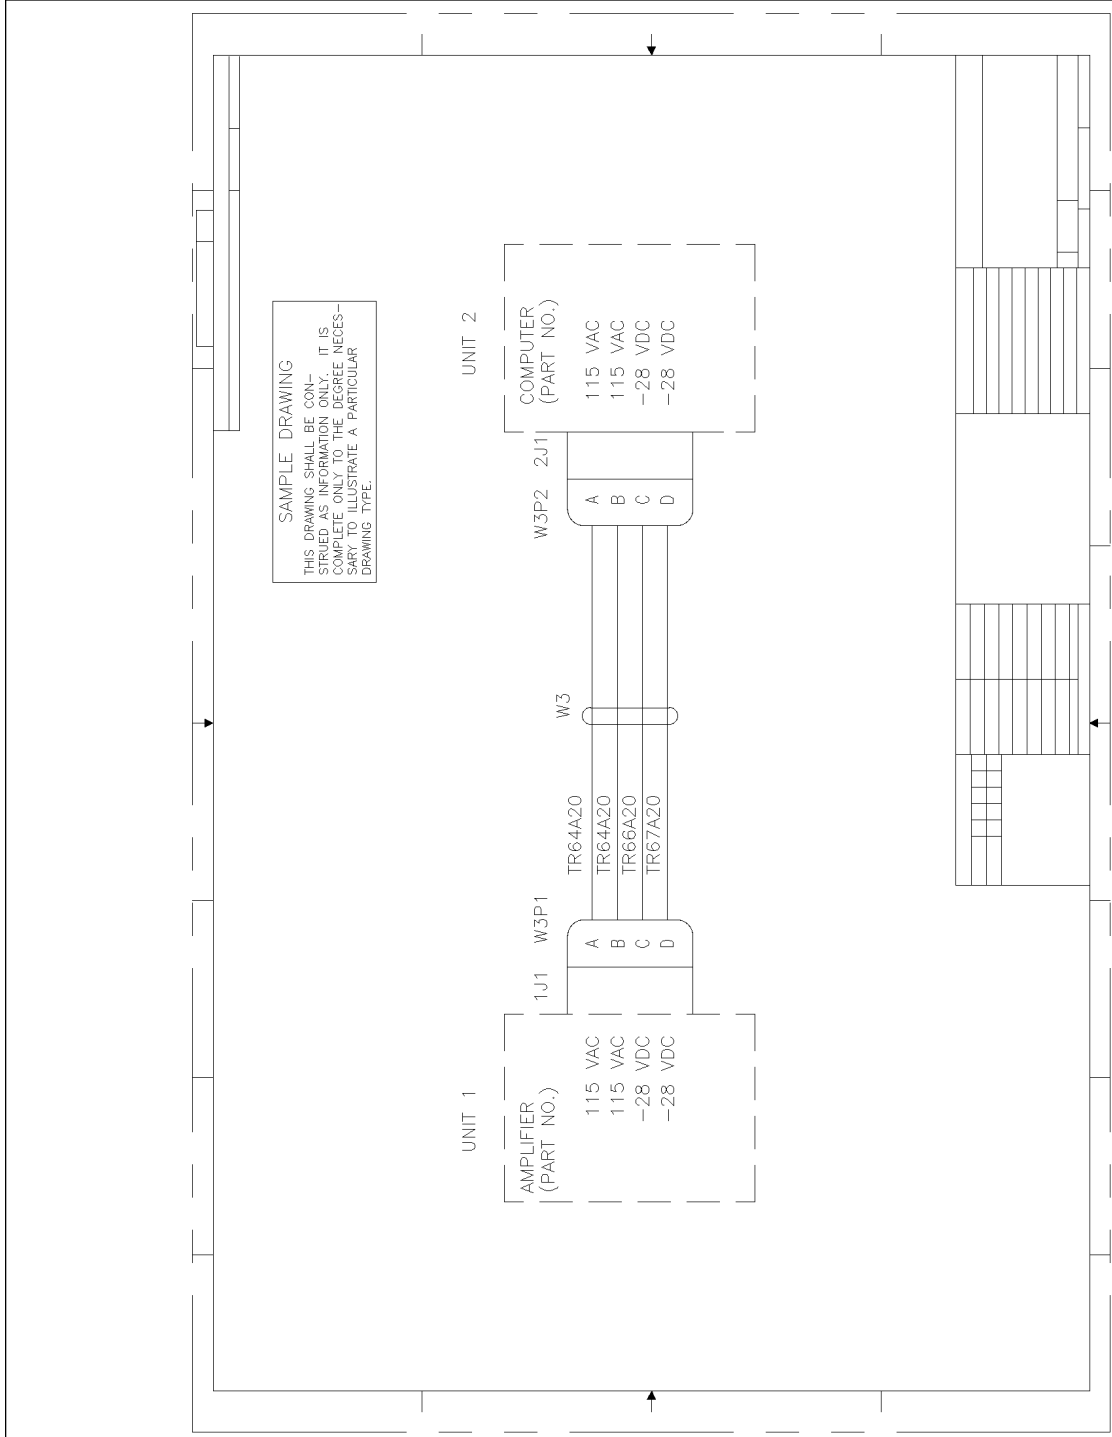 SAMPLE DRAWING
THIS DRAWING SHALL BE CON-
STRUED AS INFORMATION ONLY. IT IS
COMPLETE ONLY TO THE DEGREE NECES-
SARY TO ILLUSTRATE A PARTICULAR
DRAWING TYPE.
UNIT 1
UNIT 2
AMPLIFIER
(PART NO.)
115 VAC
115 VAC
-28 VDC
-28 VDC
1J1
W3P1
A
B
C
D
TR64A20
TR64A20
TR66A20
TR67A20
W3
W3P2
2J1
A
B
C
D
COMPUTER
(PART NO.)
115 VAC
115 VAC
-28 VDC
-28 VDC